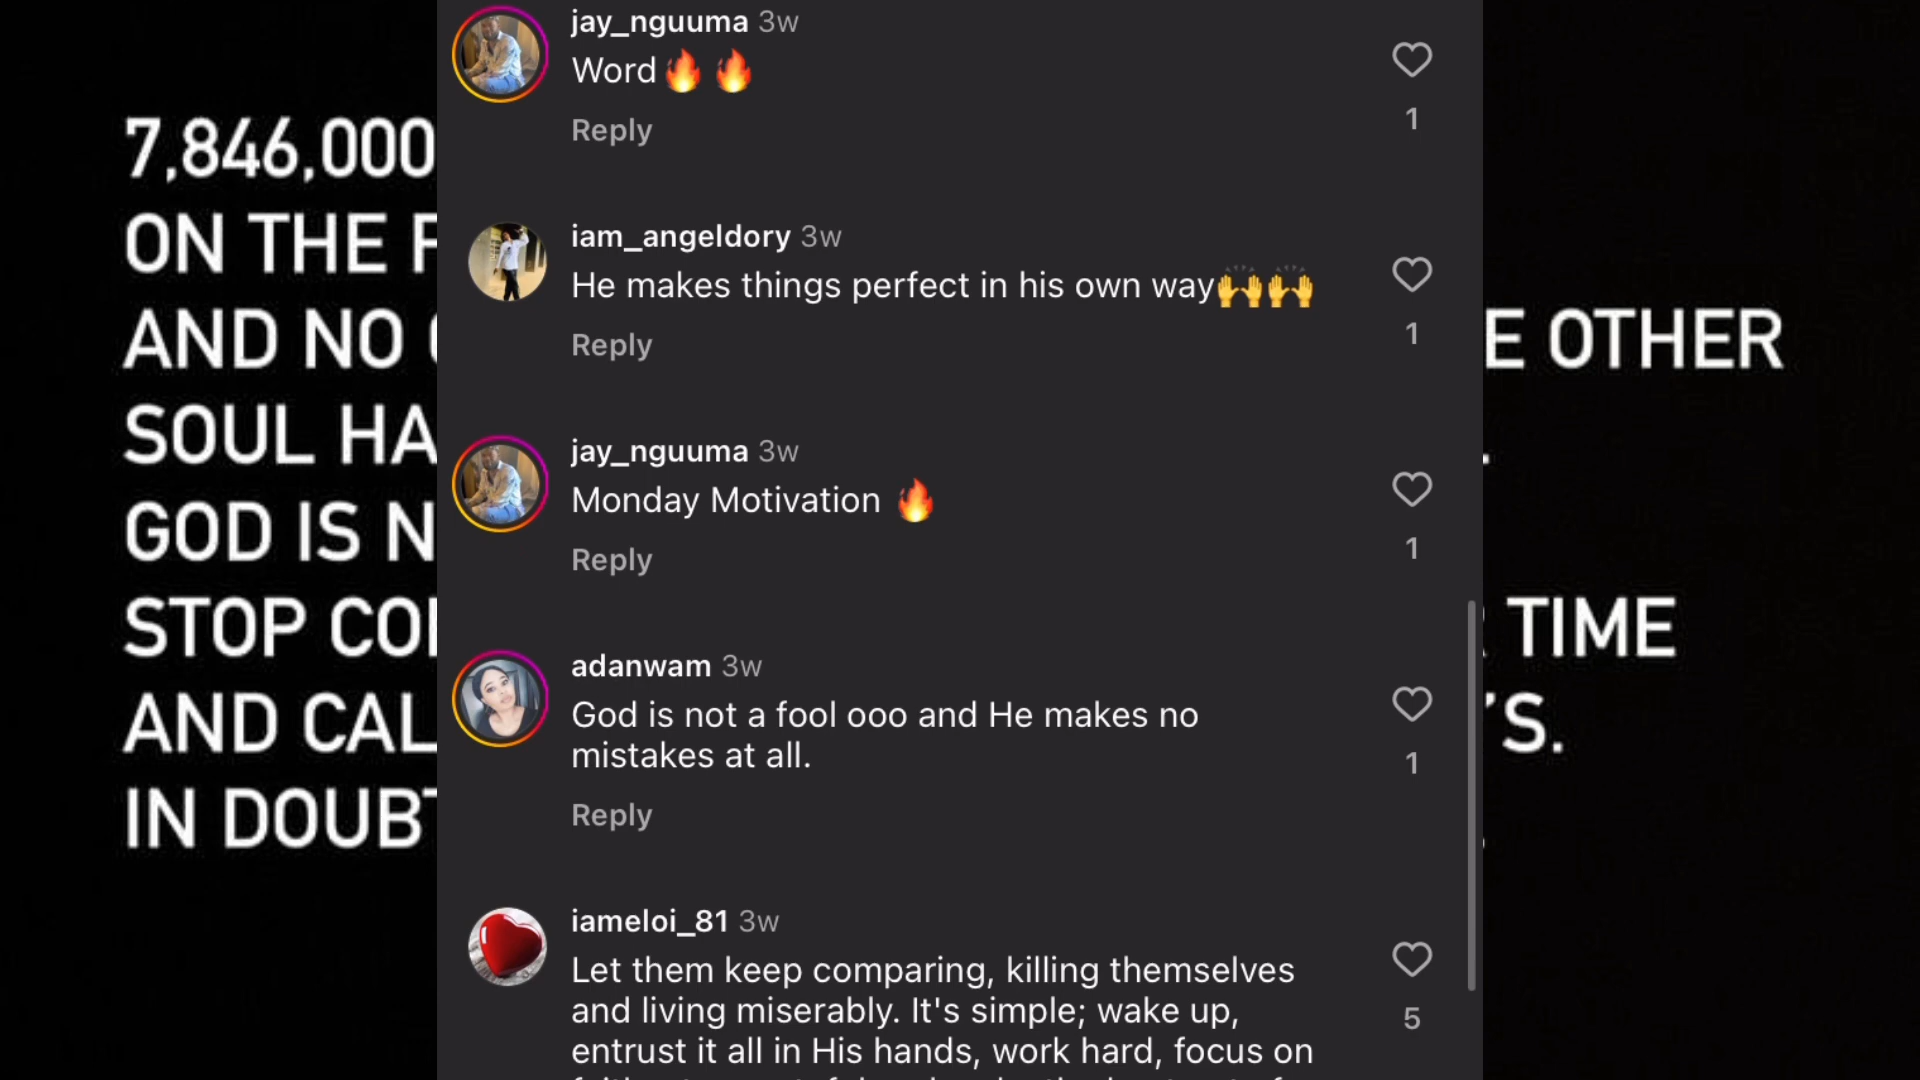 jay_nguuma 3w
Word🔥 🔥
1
Reply
iam_angeldory 3w
He makes things perfect in his own way🙌🙌
1
Reply
jay_nguuma 3w
Monday Motivation 🔥
1
Reply
adanwam 3w
God is not a fool ooo and He makes no
mistakes at all.
1
Reply
iameloi_81 3w
Let them keep comparing, killing themselves
and living miserably. It's simple; wake up,
5
entrust it all in His hands, work hard, focus on
7,846,000
ON THE
AND NO
OTHER
SOUL
GOD IS
STOP
TIME
AND
IN